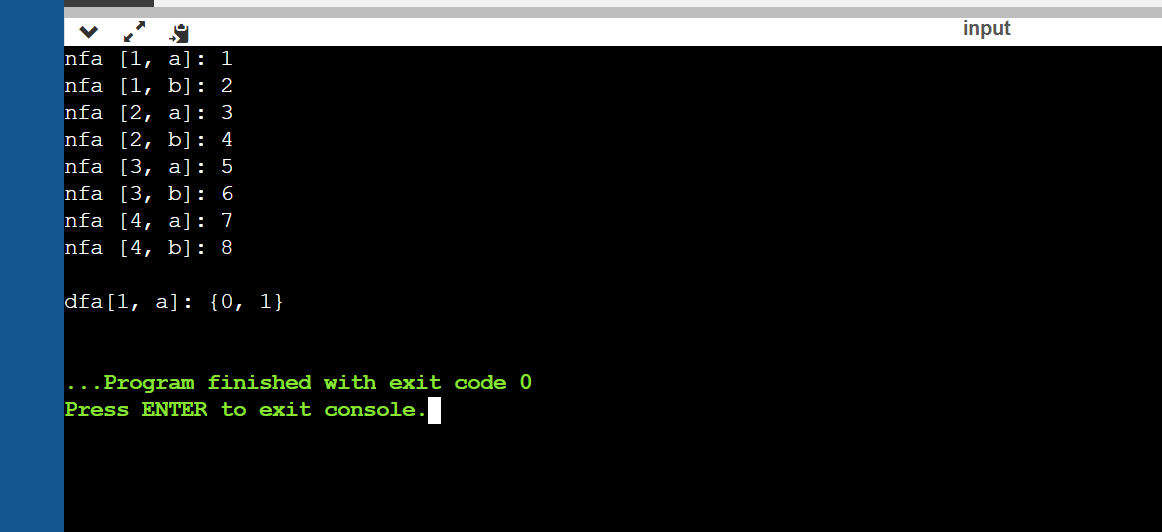 input
nfa [1, a]: 1
nfa [1, b]: 2
nfa [2, a]: 3
nfa [2, b]: 4
nfa [3, a]: 5
nfa [3, b]: 6
nfa [4, a]: 7
nfa [4, b]: 8
dfa[1, a]: {0, 1}
...Program finished with exit code 0
Press ENTER to exit console.